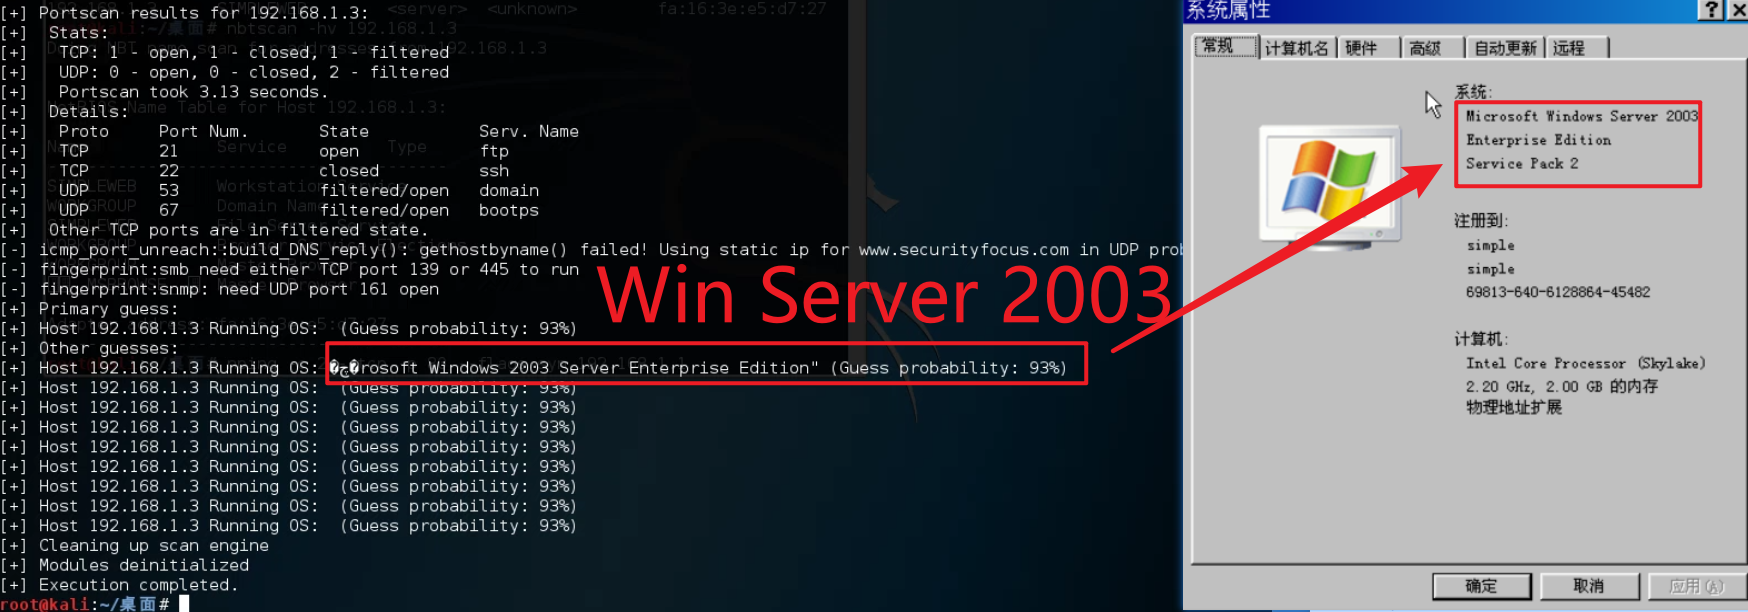 [+] Portscan results for 192.168.1.3:
[+]  Stats:
[+]   TCP: 1 - open, 1 - closed, 1 - filtered
[+]   UDP: 0 - open, 0 - closed, 2 - filtered
[+]   Portscan took 3.13 seconds.
[+]  Details:
[+]   Proto     Port Num.       State           Serv. Name
[+]   TCP       21              open            ftp
[+]   TCP       22              closed          ssh
[+]   UDP       53              filtered/open   domain
[+]   UDP       67              filtered/open   bootps
[+]  Other TCP ports are in filtered state.
[-] icmp_port_unreach::build_DNS_reply(): gethostbyname() failed! Using static ip for www.securityfocus.com in UDP prob
[-] fingerprint:smb need either TCP port 139 or 445 to run
[-] fingerprint:snmp: need UDP port 161 open
[+] Primary guess:
[+] Host 192.168.1.3 Running OS:  (Guess probability: 93%)
[+] Other guesses:
[+] Host 192.168.1.3 Running OS: �ج�rosoft Windows 2003 Server Enterprise Edition" (Guess probability: 93%)
[+] Host 192.168.1.3 Running OS:  (Guess probability: 93%)
[+] Host 192.168.1.3 Running OS:  (Guess probability: 93%)
[+] Host 192.168.1.3 Running OS:  (Guess probability: 93%)
[+] Host 192.168.1.3 Running OS:  (Guess probability: 93%)
[+] Host 192.168.1.3 Running OS:  (Guess probability: 93%)
[+] Host 192.168.1.3 Running OS:  (Guess probability: 93%)
[+] Host 192.168.1.3 Running OS:  (Guess probability: 93%)
[+] Host 192.168.1.3 Running OS:  (Guess probability: 93%)
[+] Cleaning up scan engine
[+] Modules deinitialized
[+] Execution completed.
root@kali:~/桌面#
Win Server 2003
系统属性
常规 计算机名 硬件 高级 自动更新 远程
系统:
Microsoft Windows Server 2003
Enterprise Edition
Service Pack 2
注册到:
simple
simple
69813-640-6128864-45482
计算机:
Intel Core Processor (Skylake)
2.20 GHz, 2.00 GB 的内存
物理地址扩展
确定 取消 应用(A)